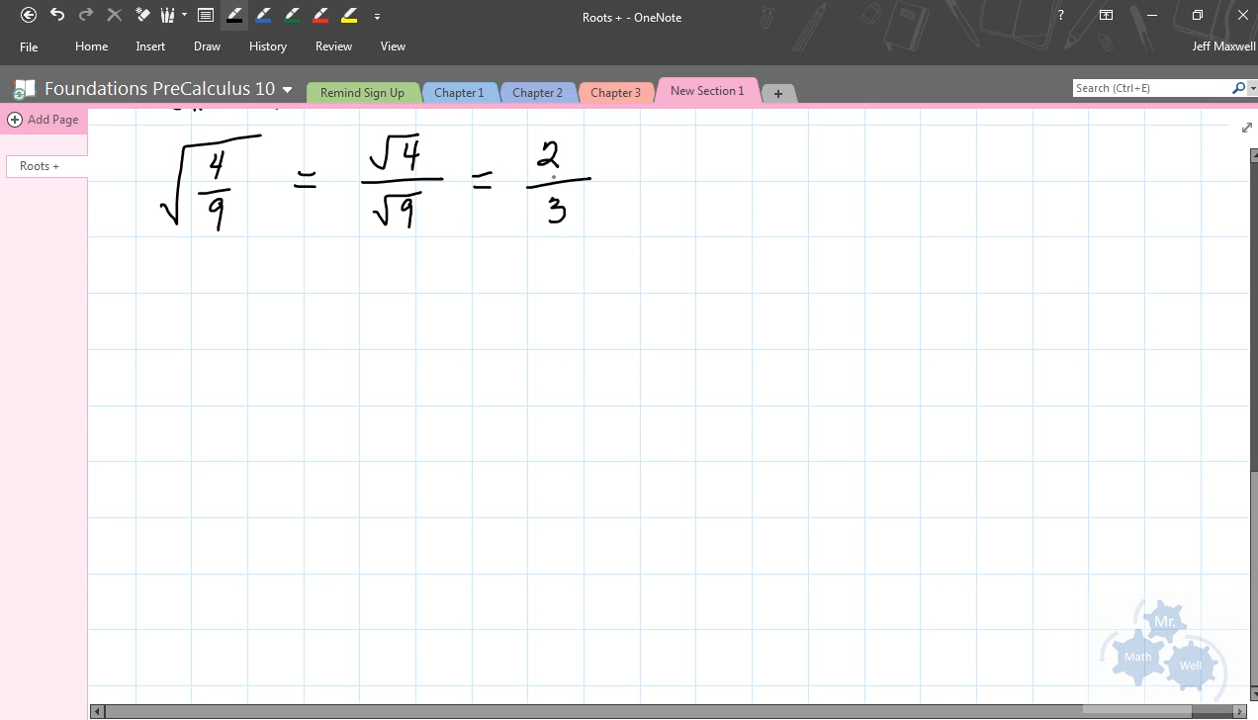 Roots + - OneNote
?
File Home Insert Draw History Review View
Jeff Maxwell
Foundations PreCalculus 10
Remind Sign Up Chapter 1 Chapter 2 Chapter 3 New Section 1 +
Search (Ctrl+E)
Add Page
Roots +
√(4/9) = √4/√9 = 2/3
Mr.
Math
Well